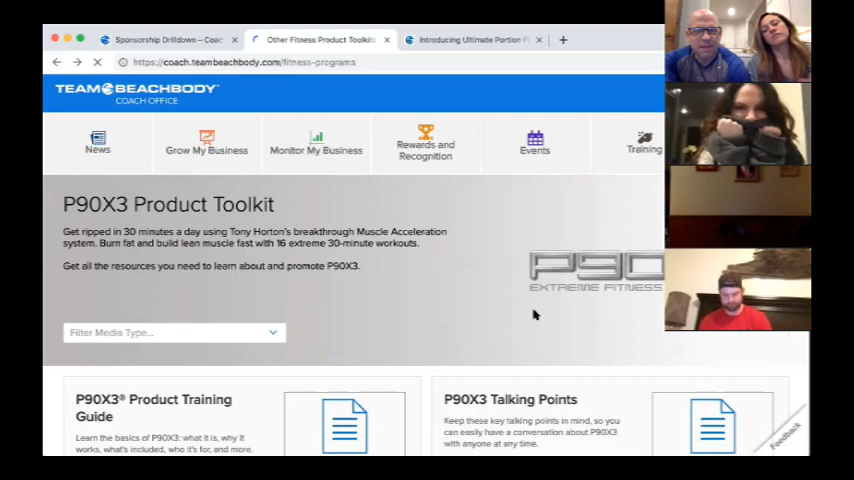 Sponsorship Drilldown – Coac
Other Fitness Product Toolkits
Introducing Ultimate Portion Fi
https://coach.teambeachbody.com/fitness-programs
TEAM BEACHBODY
COACH OFFICE
News
Grow My Business
Monitor My Business
Rewards and
Recognition
Events
Training
P90X3 Product Toolkit
Get ripped in 30 minutes a day using Tony Horton's breakthrough Muscle Acceleration
system. Burn fat and build lean muscle fast with 16 extreme 30-minute workouts.
Get all the resources you need to learn about and promote P90X3.
P90
EXTREME FITNESS
Filter Media Type...
P90X3® Product Training
Guide
Learn the basics of P90X3: what it is, why it
works, what's included, who it's for, and more.
P90X3 Talking Points
Keep these key talking points in mind, so you
can easily have a conversation about P90X3
with anyone at any time.
Feedback